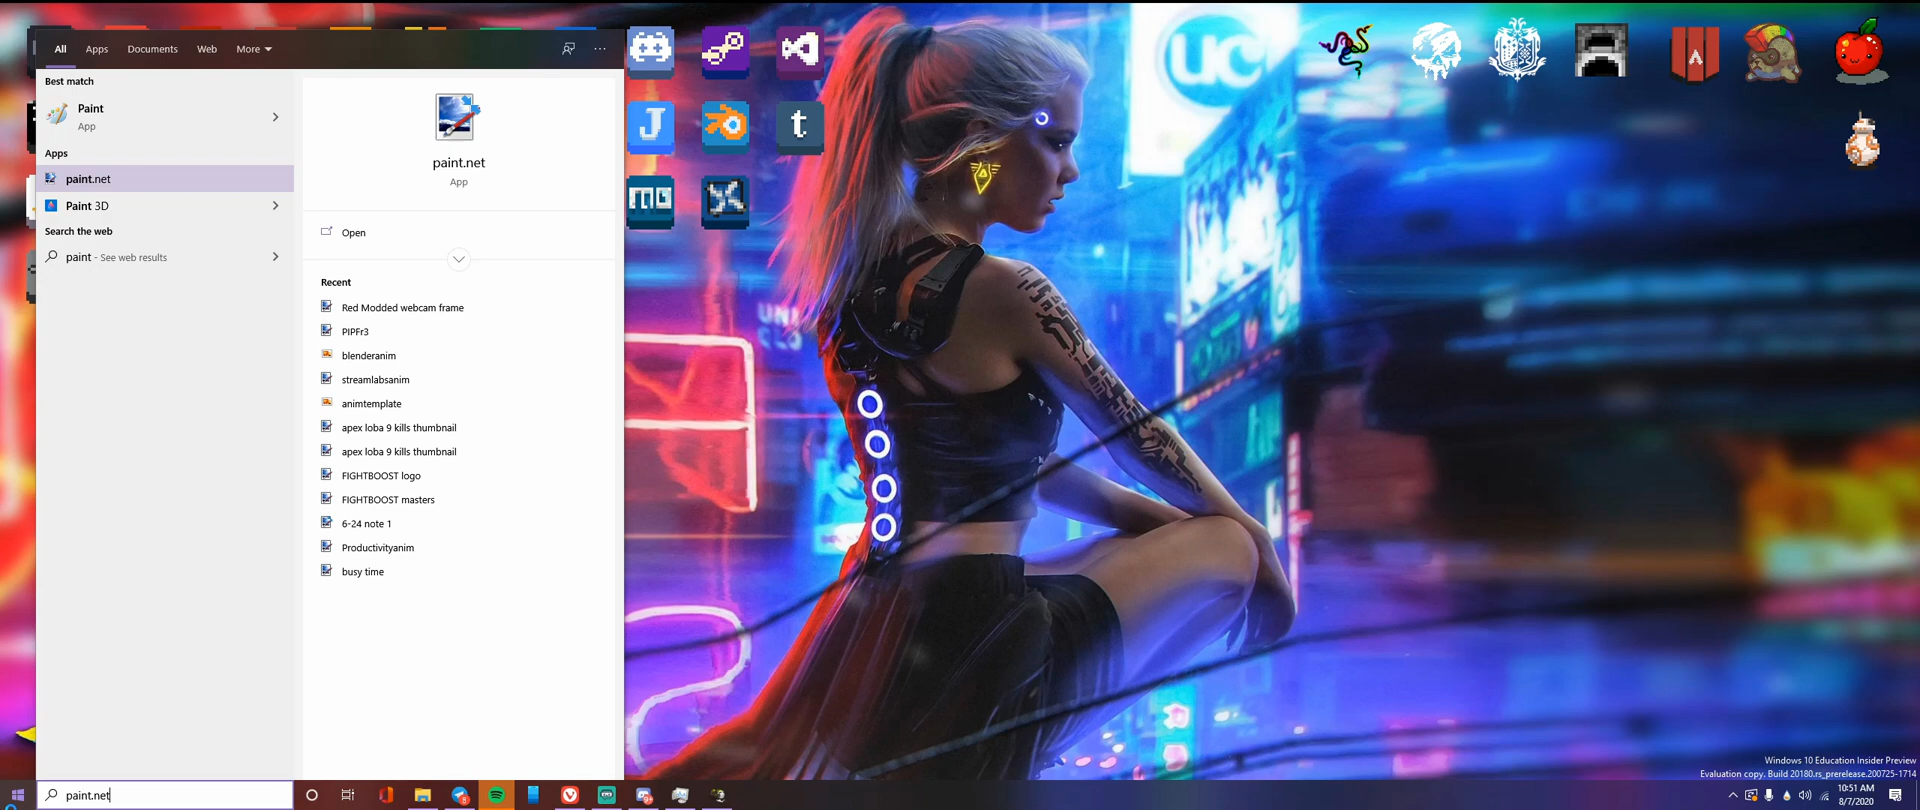 All Apps Documents Web More
Best match
Paint
App
Apps
paint.net
Paint 3D
Search the web
paint - See web results
paint.net
App
Open
Recent
Red Modded webcam frame
PIPFr3
blenderanim
streamlabsanim
animtemplate
apex loba 9 kills thumbnail
apex loba 9 kills thumbnail
FIGHTBOOST logo
FIGHTBOOST masters
6-24 note 1
Productivityanim
busy time
J
t
mo
UC
Windows 10 Education Insider Preview
Evaluation copy. Build 20180.rs_prerelease.200725-1714
paint.net
8
10:51 AM
8/7/2020